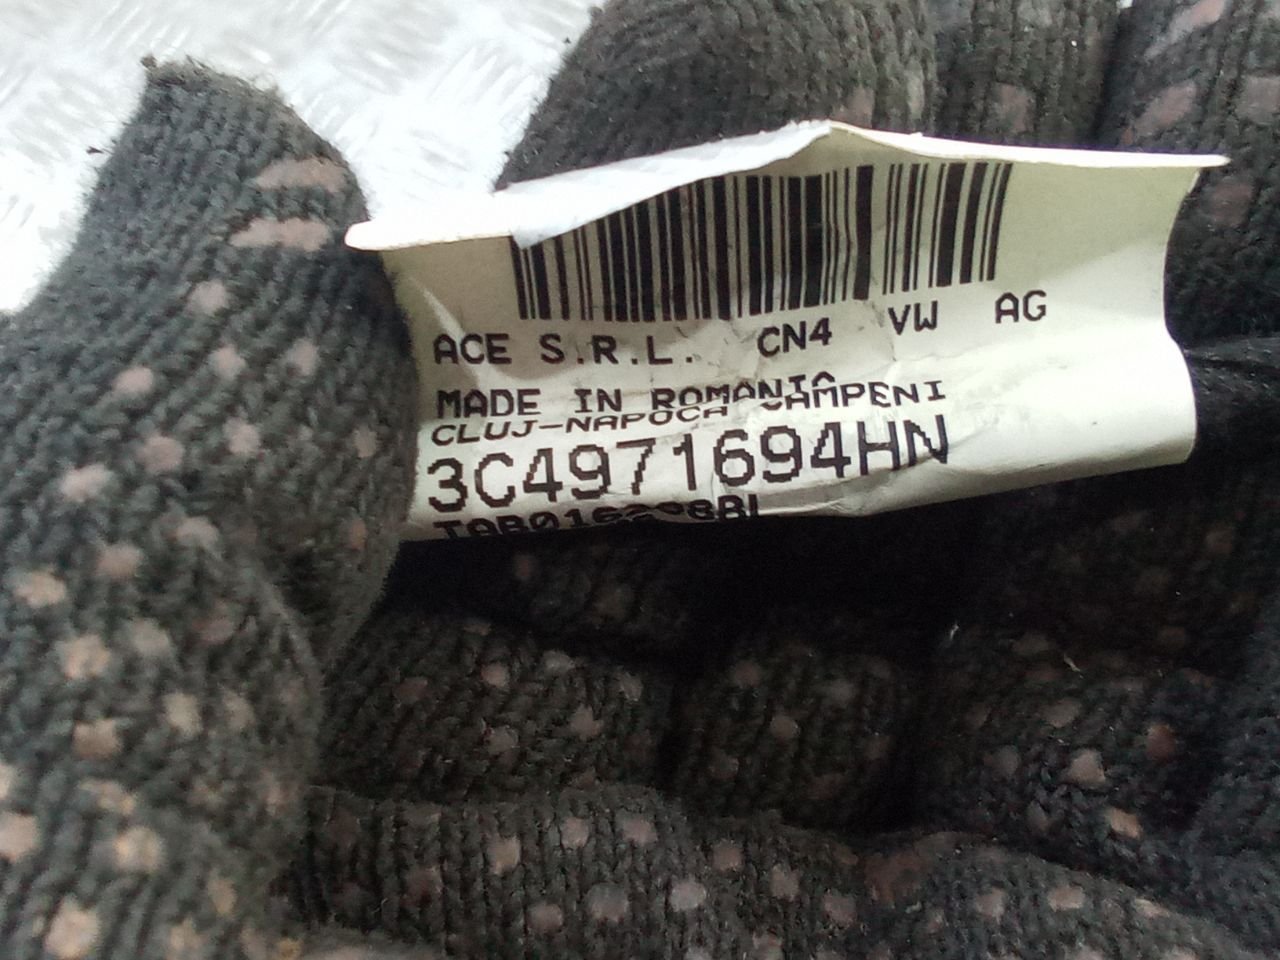 ACE S.R.L. CN4 VW AG
MADE IN ROMANIA
CLUJ-NAPOCA CAMPENI
3C4971694HN